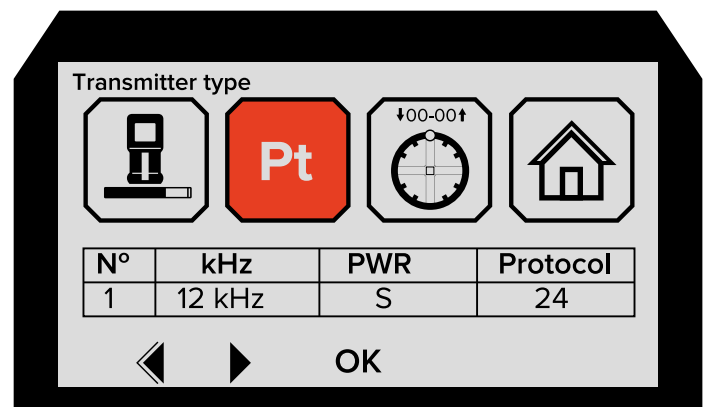 Transmitter type
Pt
↓00-00↑
N° kHz PWR Protocol
1 12 kHz S 24
OK